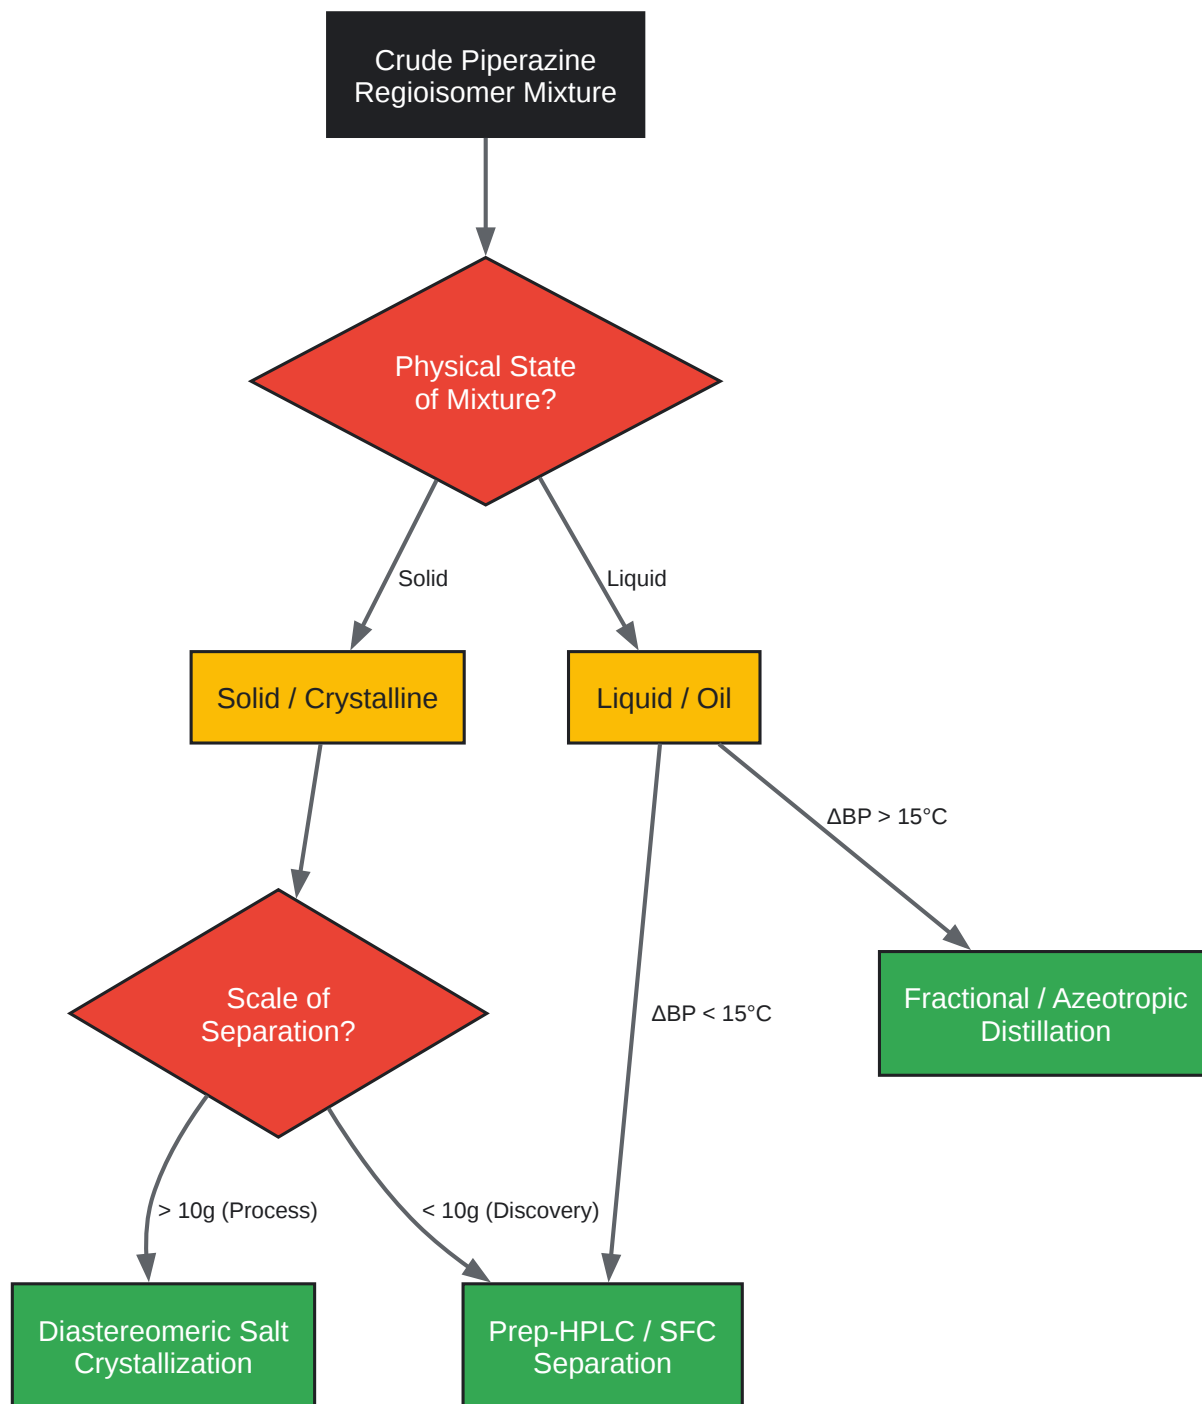 Crude Piperazine
Regioisomer Mixture
Physical State
of Mixture?
Solid
Liquid
Solid / Crystalline
Liquid / Oil
ΔBP > 15°C
Scale of
Separation?
ΔBP < 15°C
Fractional / Azeotropic
Distillation
> 10g (Process)
< 10g (Discovery)
Diastereomeric Salt
Crystallization
Prep-HPLC / SFC
Separation